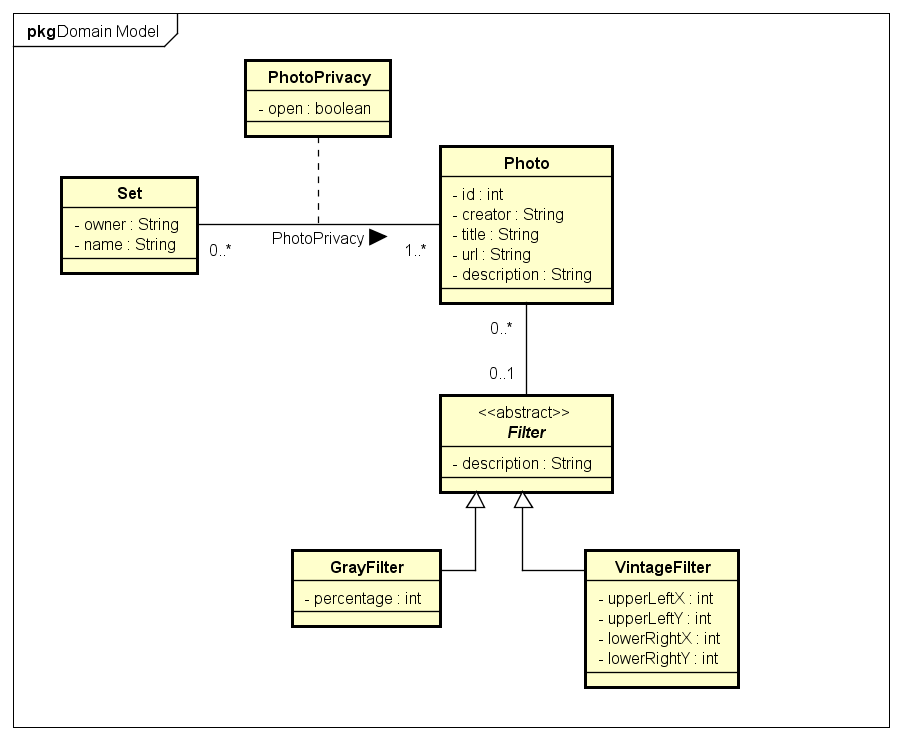 pkg Domain Model
PhotoPrivacy
- open : boolean
Photo
- id : int
- creator : String
- title : String
- url : String
- description : String
Set
- owner : String
- name : String
0..*
PhotoPrivacy
1..*
0..*
0..1
<<abstract>>
Filter
- description : String
GrayFilter
- percentage : int
VintageFilter
- upperLeftX : int
- upperLeftY : int
- lowerRightX : int
- lowerRightY : int